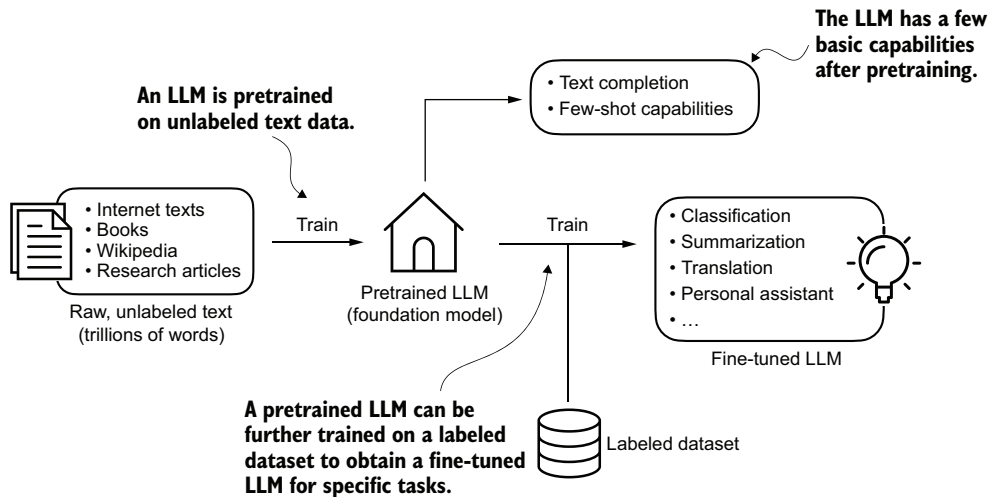 The LLM has a few
basic capabilities
after pretraining.
• Text completion
• Few-shot capabilities
An LLM is pretrained
on unlabeled text data.
• Internet texts
• Books
• Wikipedia
• Research articles
Raw, unlabeled text
(trillions of words)
Train
Pretrained LLM
(foundation model)
Train
• Classification
• Summarization
• Translation
• Personal assistant
• …
Fine-tuned LLM
A pretrained LLM can be
further trained on a labeled
dataset to obtain a fine-tuned
LLM for specific tasks.
Labeled dataset